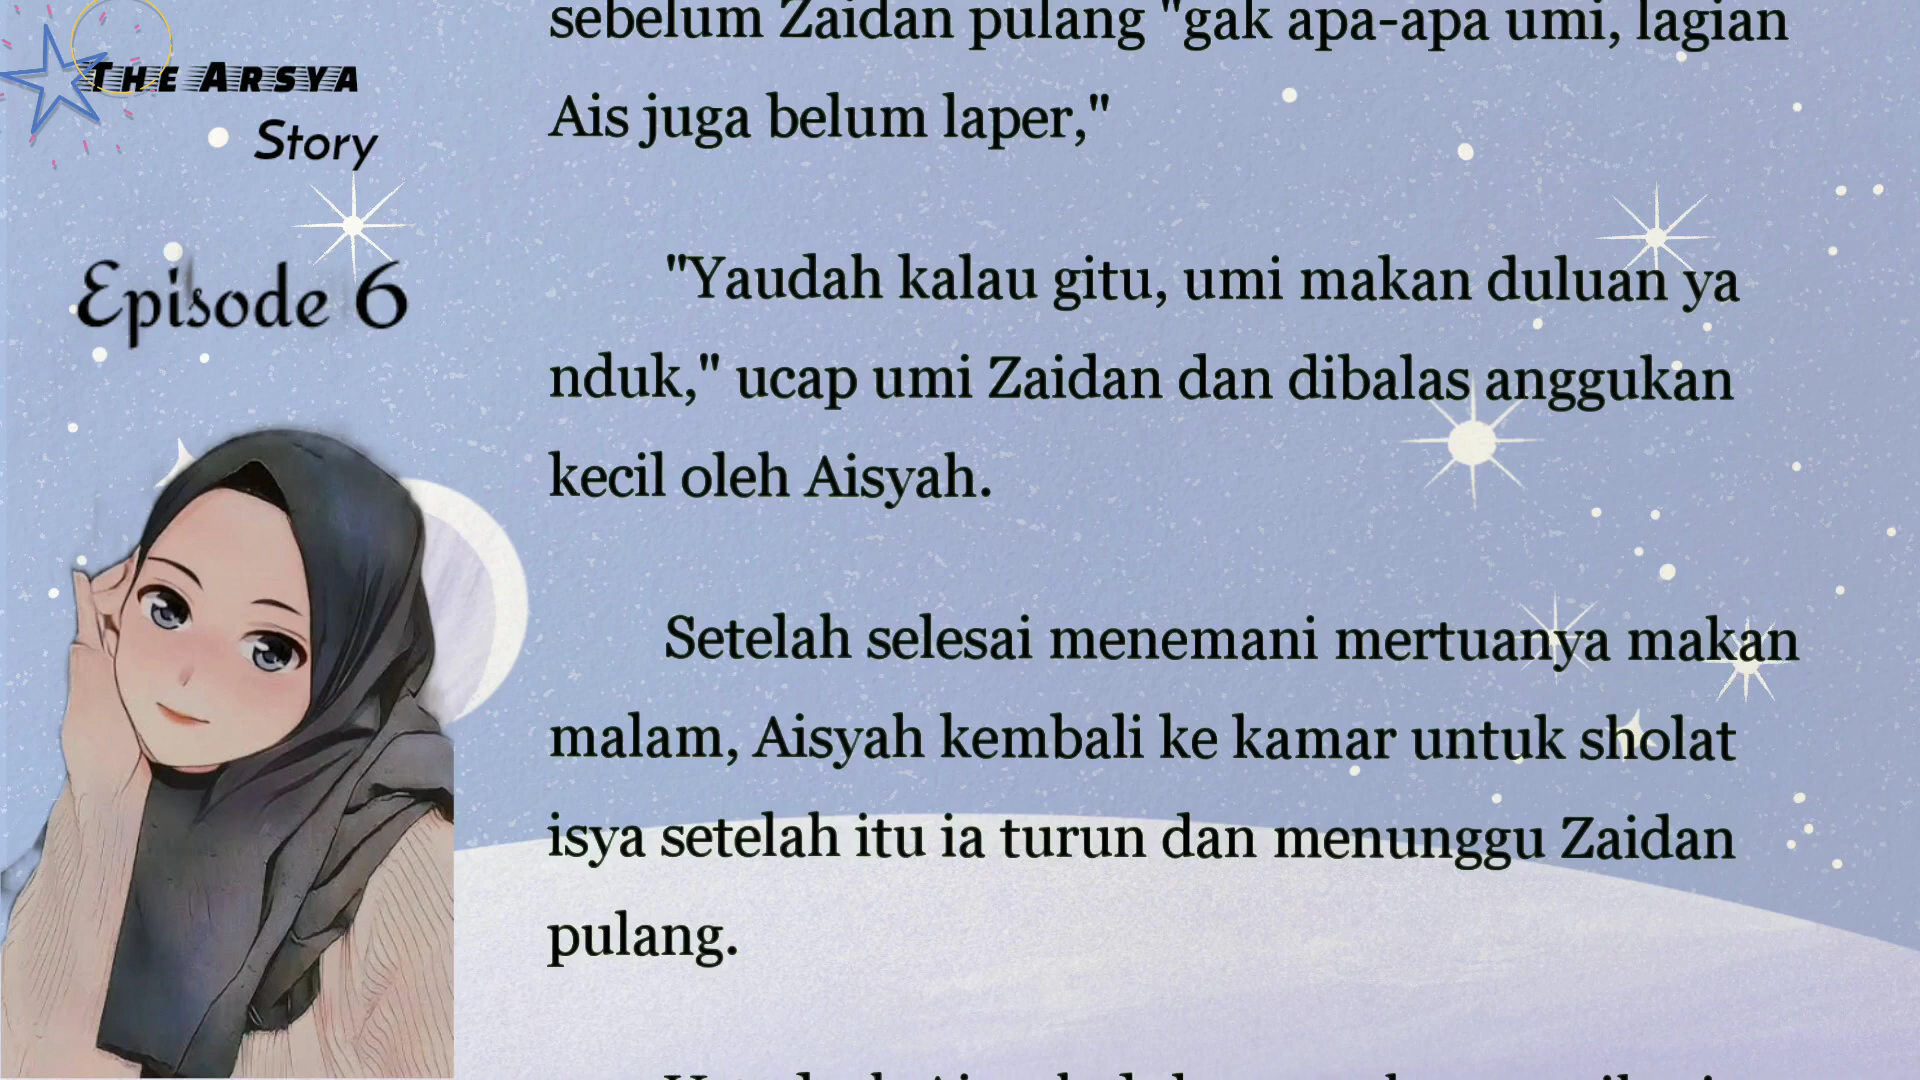 The Arsya
Story
Episode 6
sebelum Zaidan pulang "gak apa-apa umi, lagian
Ais juga belum laper,"
"Yaudah kalau gitu, umi makan duluan ya
nduk," ucap umi Zaidan dan dibalas anggukan
kecil oleh Aisyah.
Setelah selesai menemani mertuanya makan
malam, Aisyah kembali ke kamar untuk sholat
isya setelah itu ia turun dan menunggu Zaidan
pulang.